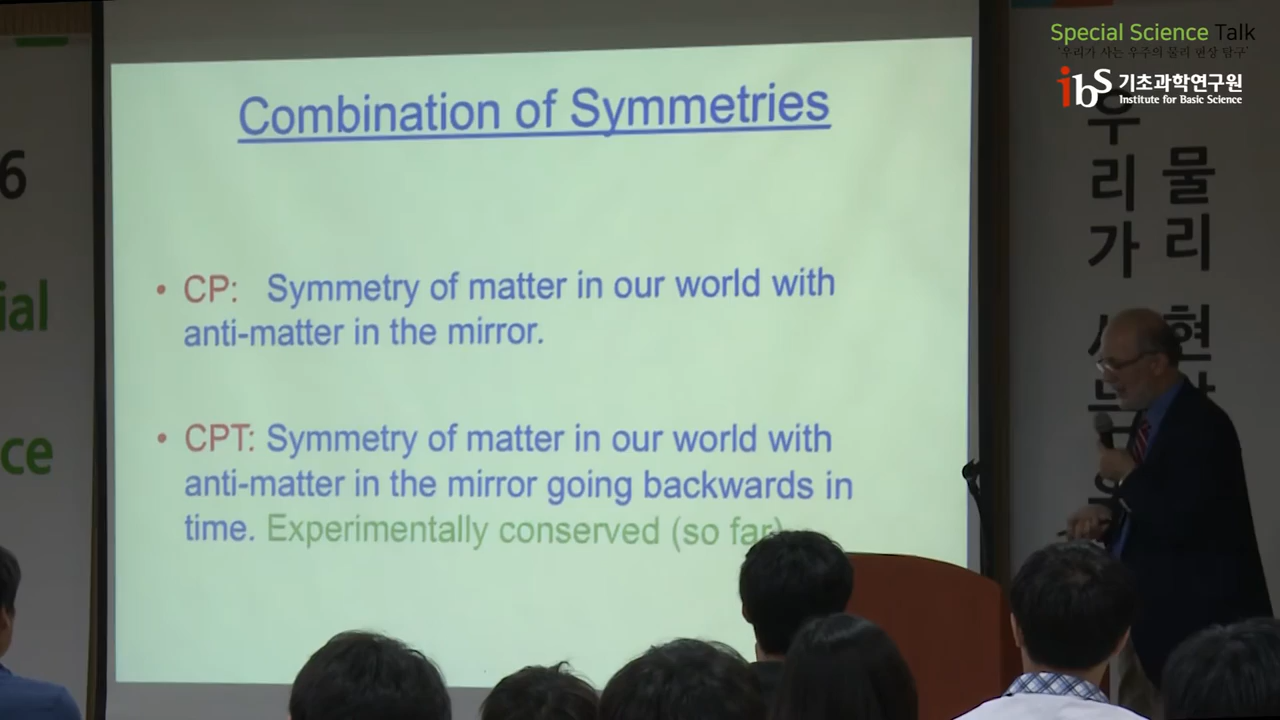 Special Science Talk
'우리가 사는 우주의 물리 현상 탐구'
ibs 기초과학연구원
Institute for Basic Science
Combination of Symmetries
• CP: Symmetry of matter in our world with
anti-matter in the mirror.
• CPT: Symmetry of matter in our world with
anti-matter in the mirror going backwards in
time. Experimentally conserved (so far)
6
ial
ce
우리가
물리 현